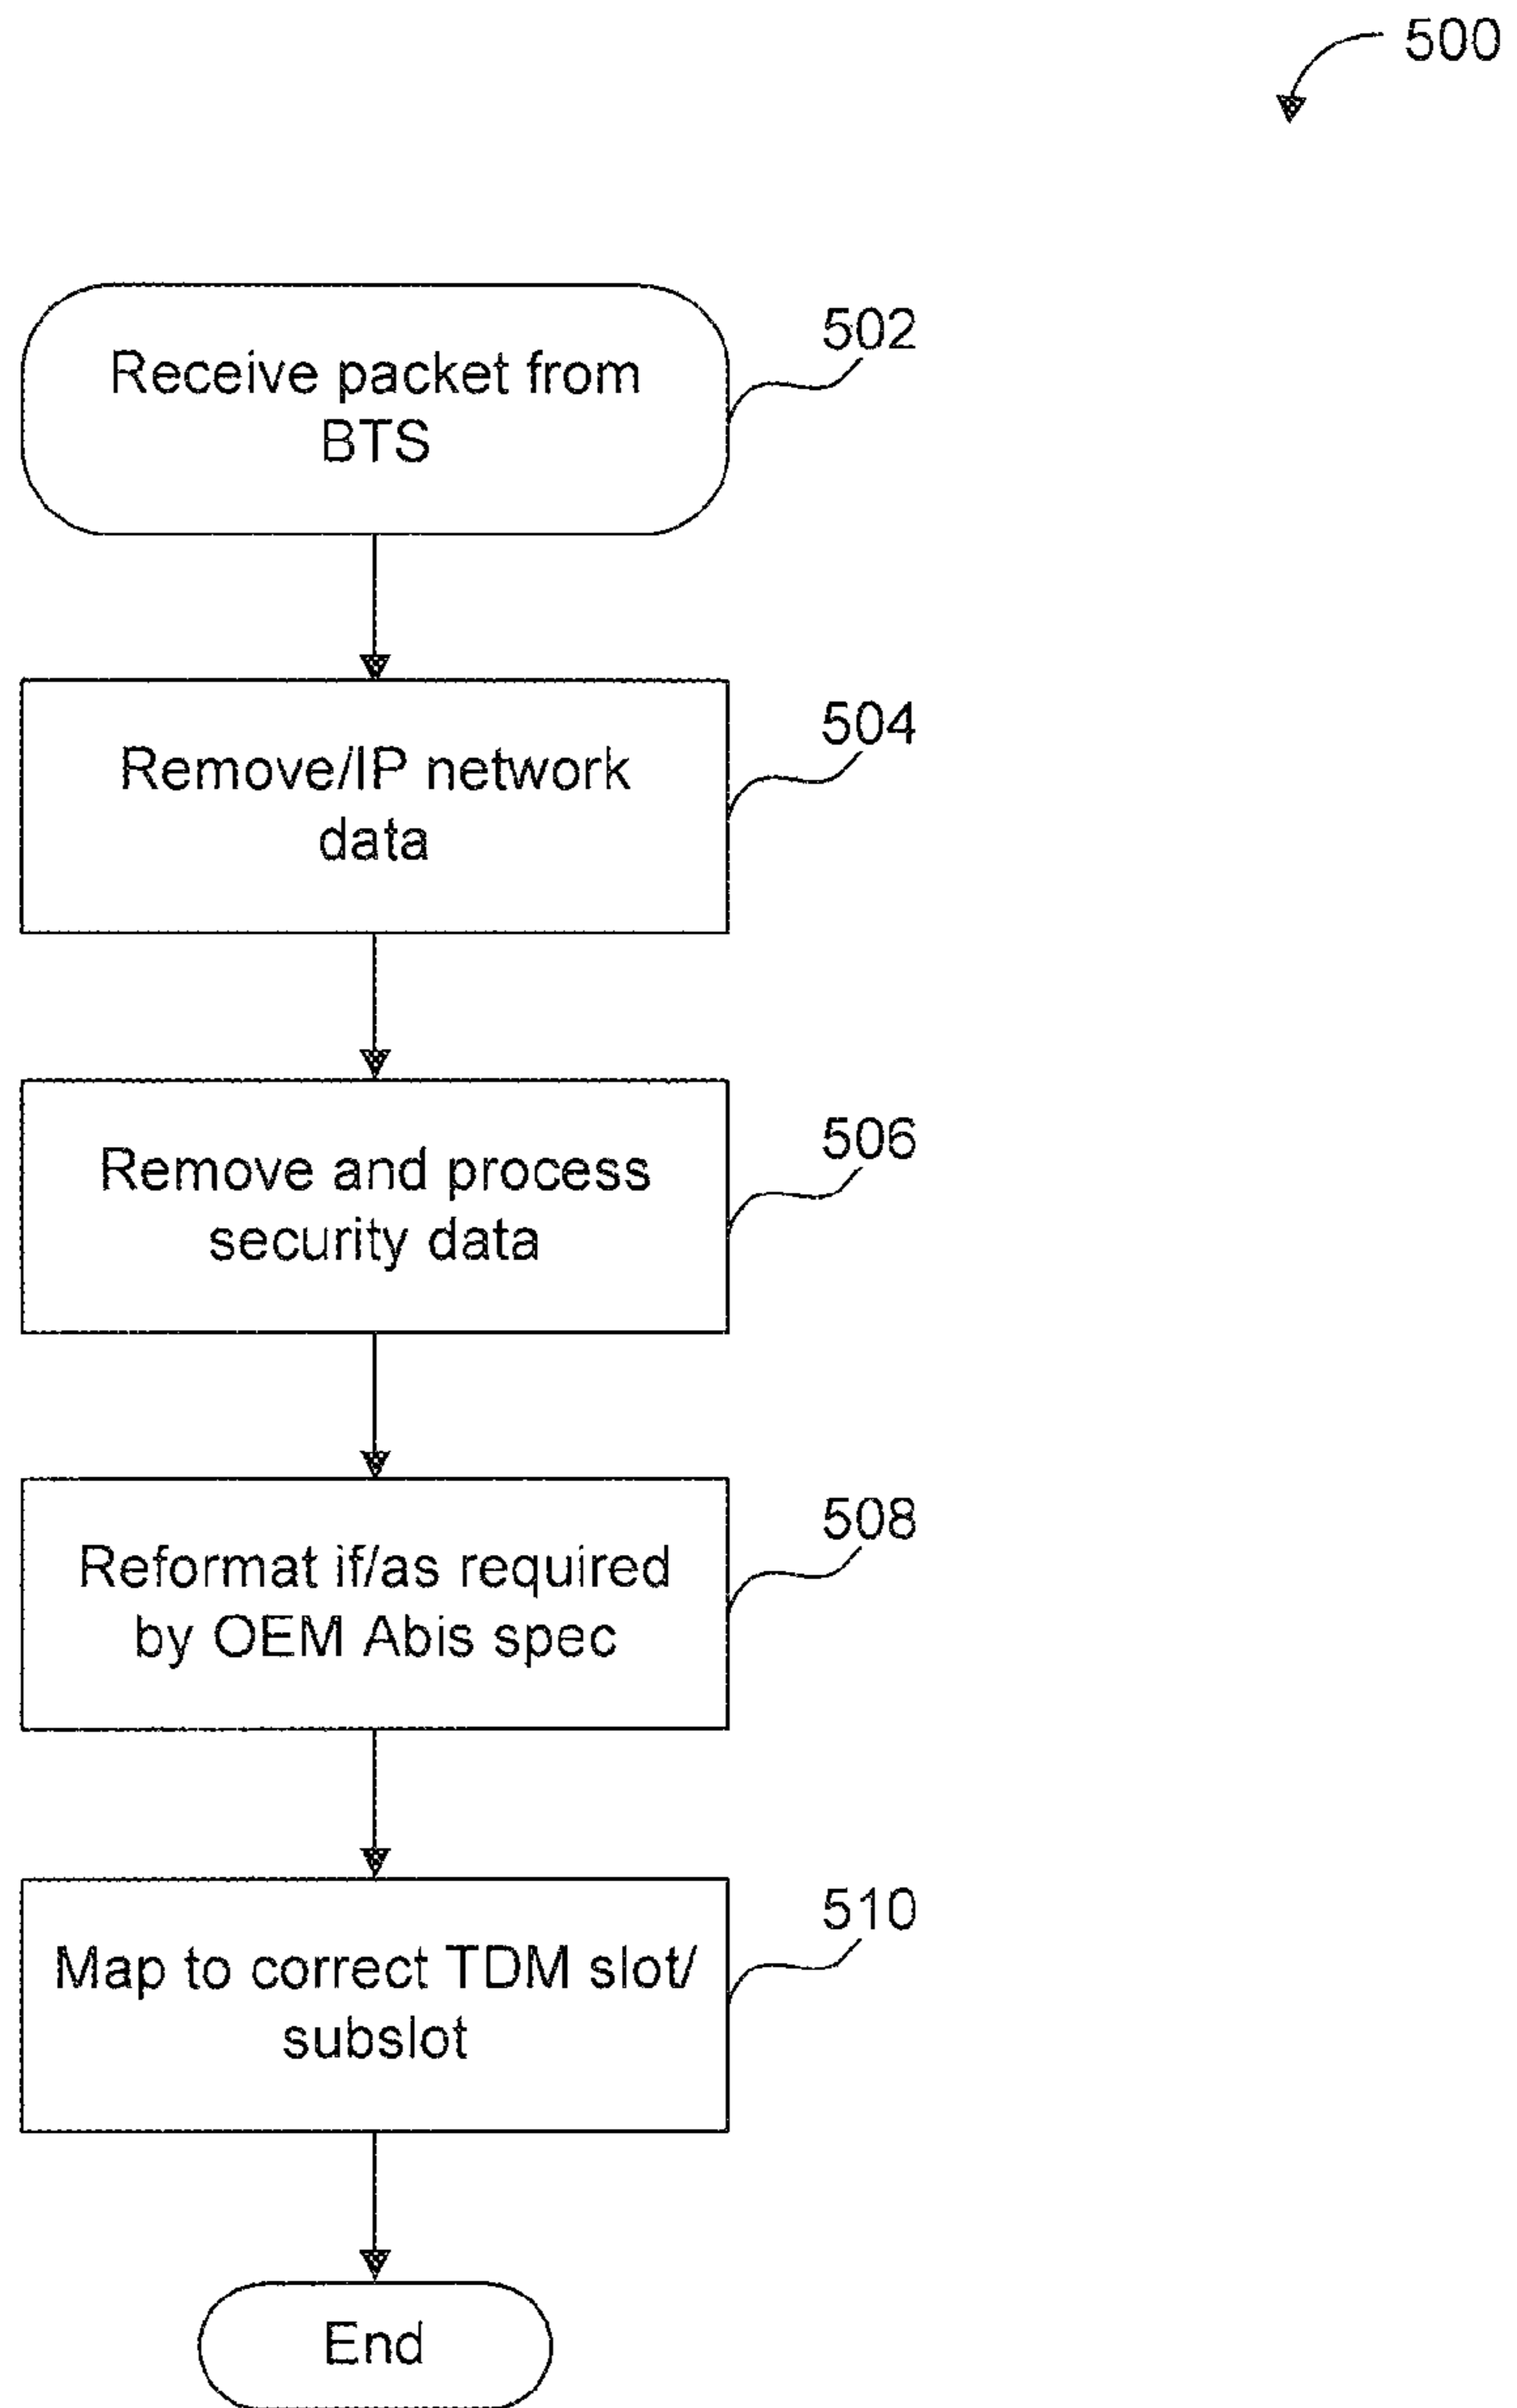 500
Receive packet from
BTS
502
Remove/IP network
data
504
Remove and process
security data
506
Reformat if/as required
by OEM Abis spec
508
Map to correct TDM slot/
subslot
510
End